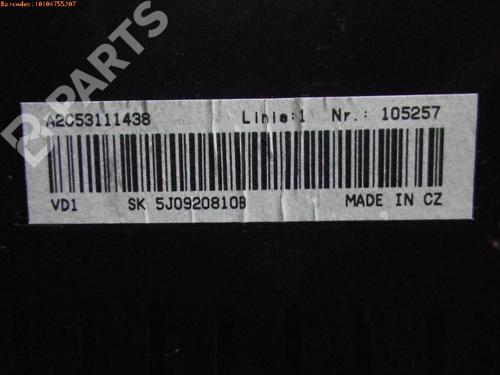 Barcodes:10104755207
B-PARTS
A2C53111438 Linie:1 Nr.: 105257
VD1 SK 5J0920810B MADE IN CZ